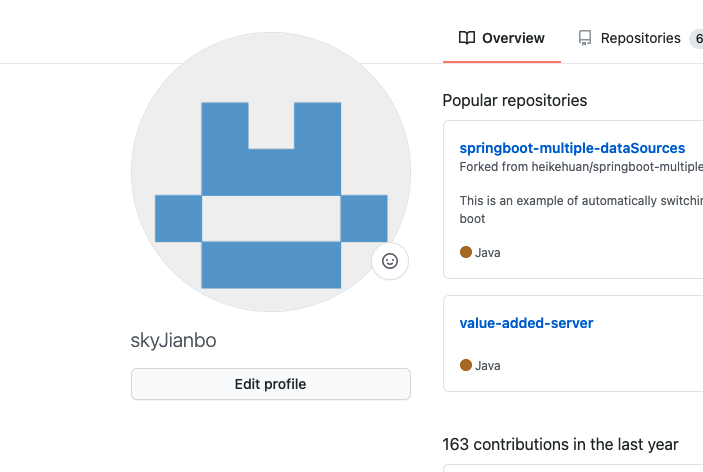 Overview
Repositories 6
Popular repositories
springboot-multiple-dataSources
Forked from heikehuan/springboot-multiple
This is an example of automatically switchin
boot
Java
value-added-server
Java
skyJianbo
Edit profile
163 contributions in the last year